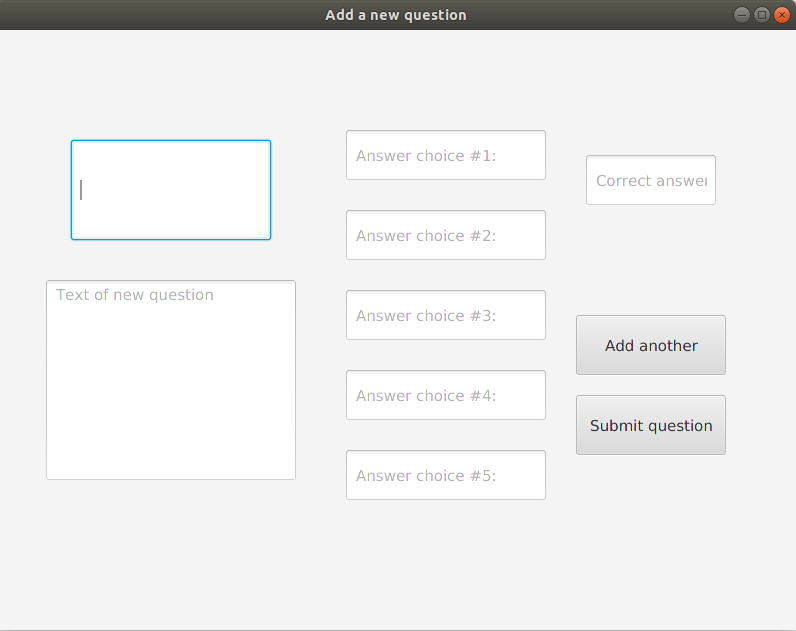 Add a new question
Text of new question
Answer choice #1:
Answer choice #2:
Answer choice #3:
Answer choice #4:
Answer choice #5:
Correct answer
Add another
Submit question